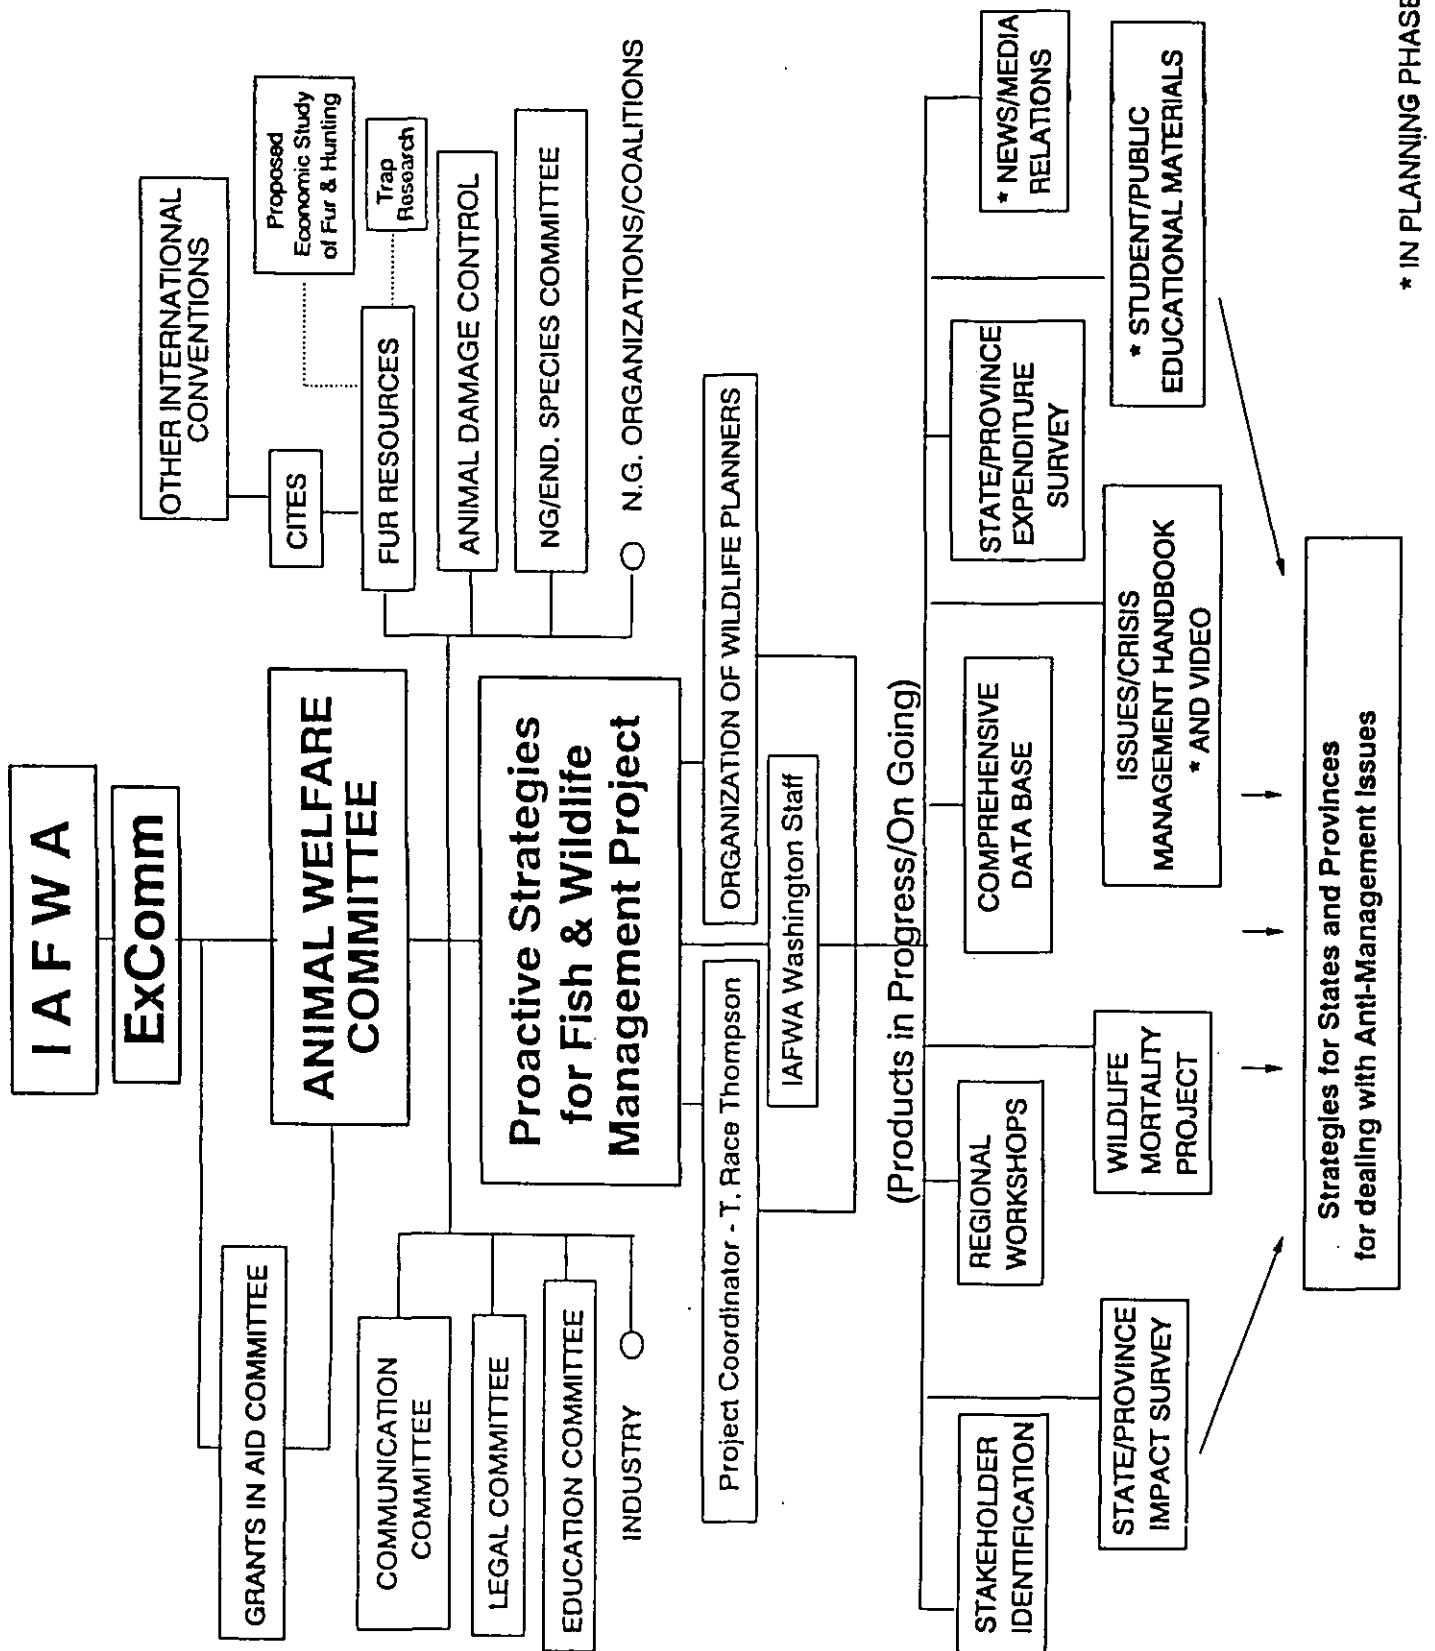 I A F W A
ExComm
GRANTS IN AID COMMITTEE
ANIMAL WELFARE
COMMITTEE
OTHER INTERNATIONAL
CONVENTIONS
CITES
Proposed
Economic Study
of Fur & Hunting
Trap
Research
FUR RESOURCES
ANIMAL DAMAGE CONTROL
NG/END. SPECIES COMMITTEE
N.G. ORGANIZATIONS/COALITIONS
COMMUNICATION
COMMITTEE
LEGAL COMMITTEE
EDUCATION COMMITTEE
INDUSTRY
Proactive Strategies
for Fish & Wildlife
Management Project
Project Coordinator - T. Race Thompson
ORGANIZATION OF WILDLIFE PLANNERS
IAFWA Washington Staff
(Products in Progress/On Going)
STAKEHOLDER
IDENTIFICATION
REGIONAL
WORKSHOPS
COMPREHENSIVE
DATA BASE
STATE/PROVINCE
EXPENDITURE
SURVEY
* NEWS/MEDIA
RELATIONS
STATE/PROVINCE
IMPACT SURVEY
WILDLIFE
MORTALITY
PROJECT
ISSUES/CRISIS
MANAGEMENT HANDBOOK
* AND VIDEO
* STUDENT/PUBLIC
EDUCATIONAL MATERIALS
Strategies for States and Provinces
for dealing with Anti-Management Issues
* IN PLANNING PHASE